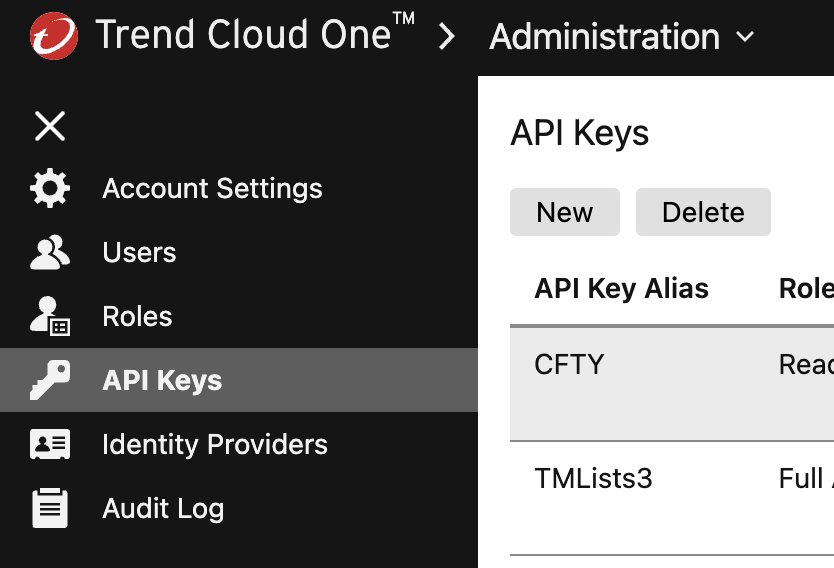 Trend Cloud One™ > Administration
Account Settings
Users
Roles
API Keys
Identity Providers
Audit Log
API Keys
New Delete
API Key Alias Role
CFTY Read
TMLists3 Full